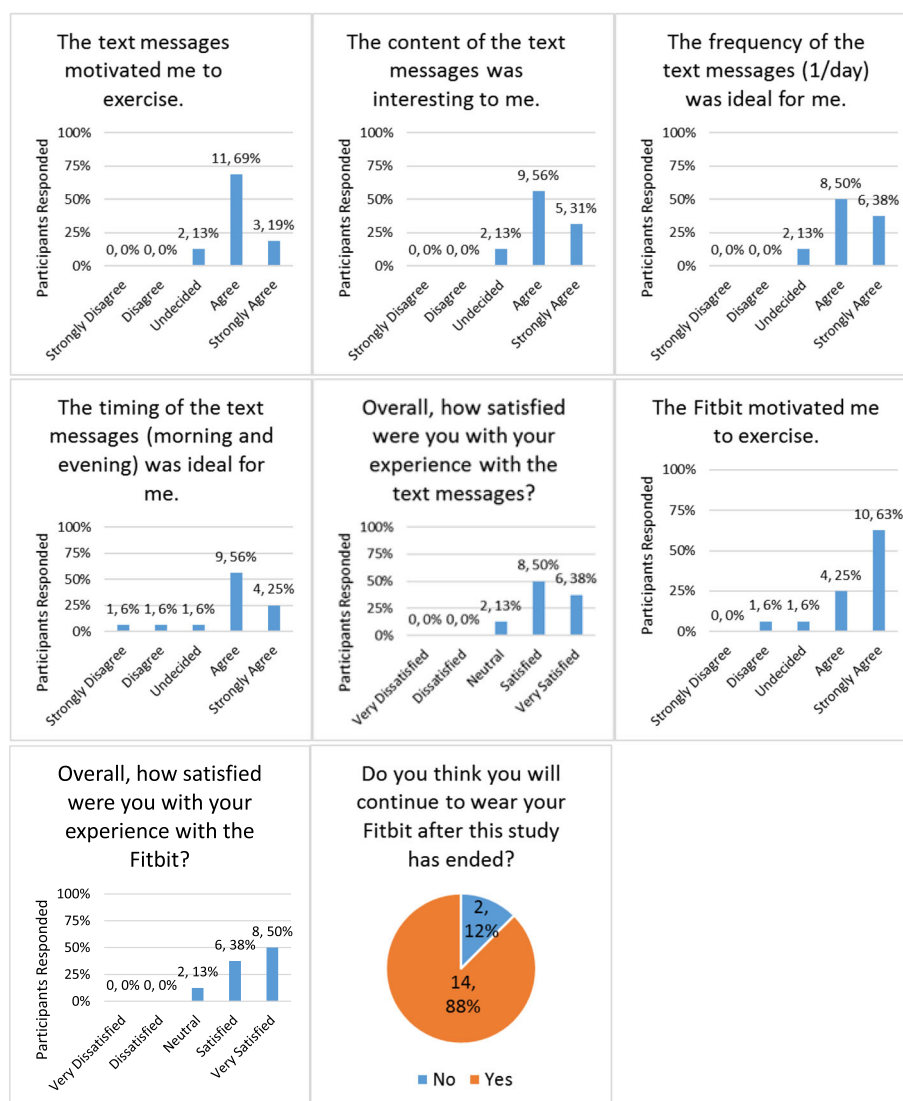 The text messages
motivated me to
exercise.
Participants Responded
100%
75%
50%
25%
0%
0, 0%
0, 0%
2, 13%
11, 69%
3, 19%
Strongly Disagree
Disagree
Undecided
Agree
Strongly Agree
The content of the text
messages was
interesting to me.
Participants Responded
100%
75%
50%
25%
0%
0, 0%
0, 0%
2, 13%
9, 56%
5, 31%
Strongly Disagree
Disagree
Undecided
Agree
Strongly Agree
The frequency of the
text messages (1/day)
was ideal for me.
Participants Responded
100%
75%
50%
25%
0%
0, 0%
0, 0%
2, 13%
8, 50%
6, 38%
Strongly Disagree
Disagree
Undecided
Agree
Strongly Agree
The timing of the text
messages (morning and
evening) was ideal for
me.
Participants Responded
100%
75%
50%
25%
0%
1, 6%
1, 6%
1, 6%
9, 56%
4, 25%
Strongly Disagree
Disagree
Undecided
Agree
Strongly Agree
Overall, how satisfied
were you with your
experience with the
text messages?
Participants Responded
100%
75%
50%
25%
0%
0, 0%
0, 0%
2, 13%
8, 50%
6, 38%
Very Dissatisfied
Dissatisfied
Neutral
Satisfied
Very Satisfied
The Fitbit motivated me
to exercise.
Participants Responded
100%
75%
50%
25%
0%
0, 0%
1, 6%
1, 6%
4, 25%
10, 63%
Strongly Disagree
Disagree
Undecided
Agree
Strongly Agree
Overall, how satisfied
were you with your
experience with the
Fitbit?
Participants Responded
100%
75%
50%
25%
0%
0, 0%
0, 0%
2, 13%
6, 38%
8, 50%
Very Dissatisfied
Dissatisfied
Neutral
Satisfied
Very Satisfied
Do you think you will
continue to wear your
Fitbit after this study
has ended?
2,
12%
14,
88%
No Yes